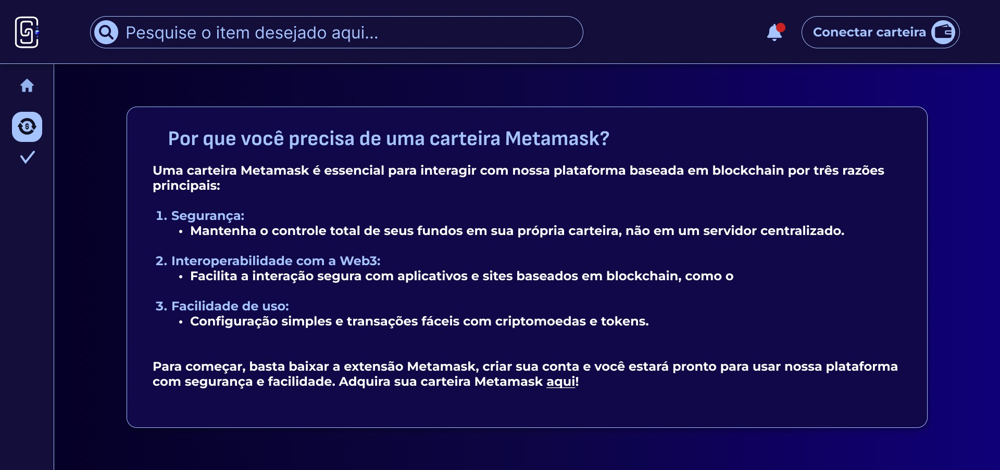 Pesquise o item desejado aqui...
Conectar carteira
$
Por que você precisa de uma carteira Metamask?
Uma carteira Metamask é essencial para interagir com nossa plataforma baseada em blockchain por três razões
principais:
1. Segurança:
• Mantenha o controle total de seus fundos em sua própria carteira, não em um servidor centralizado.
2. Interoperabilidade com a Web3:
• Facilita a interação segura com aplicativos e sites baseados em blockchain, como o
3. Facilidade de uso:
• Configuração simples e transações fáceis com criptomoedas e tokens.
Para começar, basta baixar a extensão Metamask, criar sua conta e você estará pronto para usar nossa plataforma
com segurança e facilidade. Adquira sua carteira Metamask aqui!